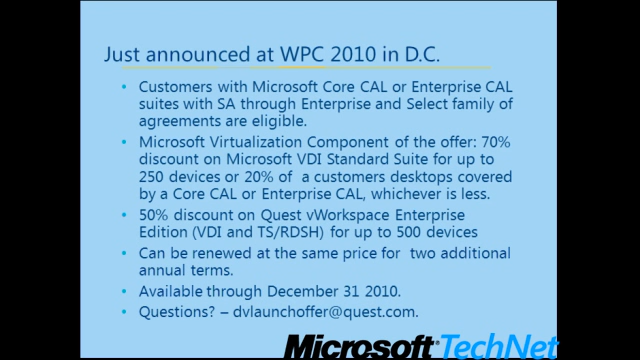 Just announced at WPC 2010 in D.C.
• Customers with Microsoft Core CAL or Enterprise CAL
suites with SA through Enterprise and Select family of
agreements are eligible.
• Microsoft Virtualization Component of the offer: 70%
discount on Microsoft VDI Standard Suite for up to
250 devices or 20% of a customers desktops covered
by a Core CAL or Enterprise CAL, whichever is less.
• 50% discount on Quest vWorkspace Enterprise
Edition (VDI and TS/RDSH) for up to 500 devices
• Can be renewed at the same price for two additional
annual terms.
• Available through December 31 2010.
• Questions? – dvlaunchoffer@quest.com.
Microsoft TechNet